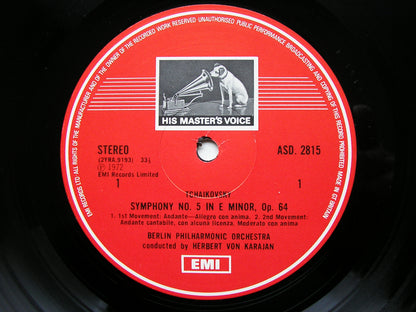 ALL RIGHTS OF THE MANUFACTURER AND OF THE OWNER OF THE RECORDED WORK RESERVED · UNAUTHORISED PUBLIC PERFORMANCE BROADCASTING AND COPYING OF THIS RECORD PROHIBITED · MADE IN GT BRITAIN
EMI RECORDS LTD
HIS MASTER'S VOICE
STEREO
ASD. 2815
(2YRA.5193) 33⅓
Ⓟ 1972
EMI Records Limited
1
1
TCHAIKOVSKY
SYMPHONY NO. 5 IN E MINOR, Op. 64
1. 1st Movement: Andante—Allegro con anima. 2. 2nd Movement:
Andante cantabile, con alcuna licenza. Moderato con anima
BERLIN PHILHARMONIC ORCHESTRA
conducted by HERBERT VON KARAJAN
EMI